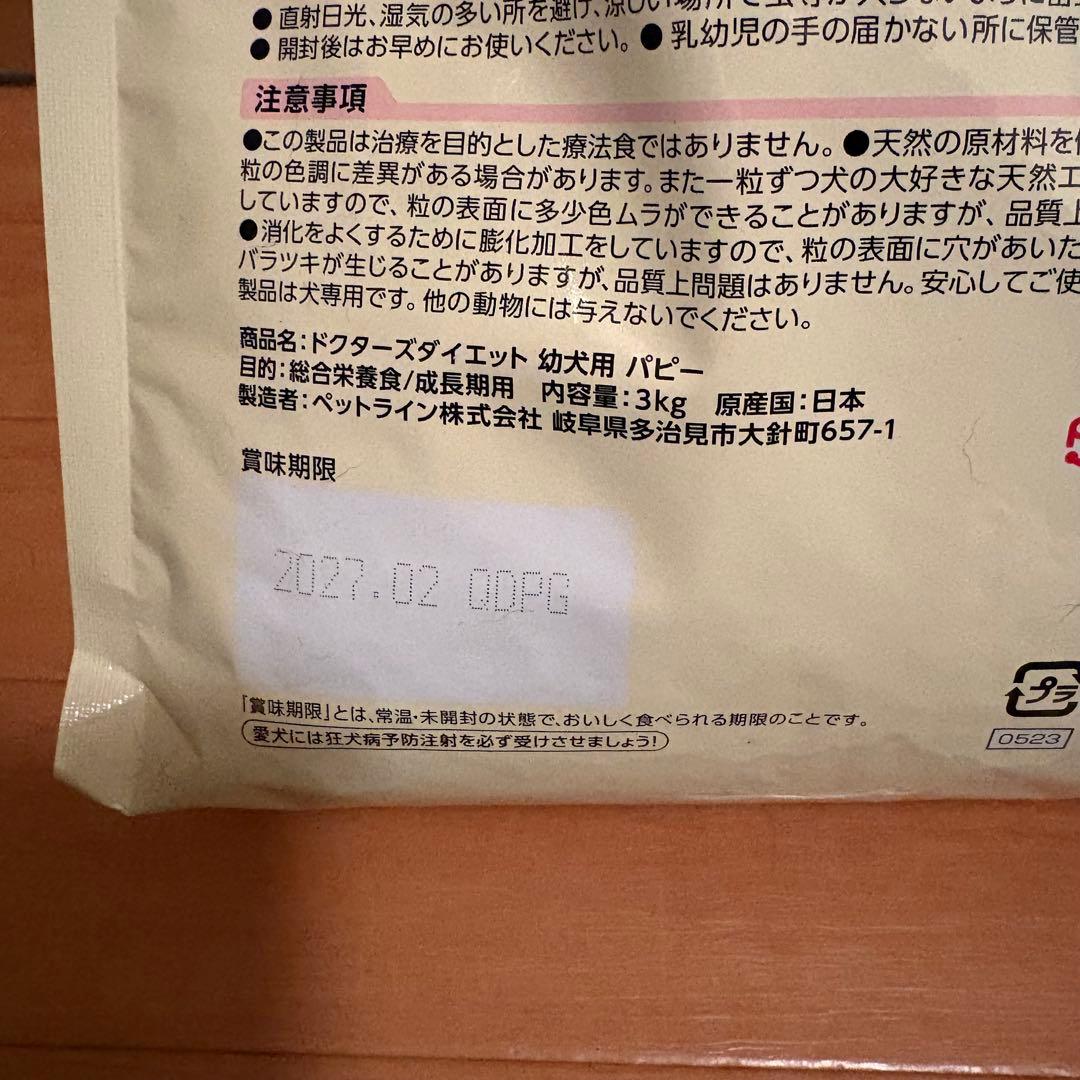 ●直射日光、湿気の多い所を避け、涼しい場所で
●開封後はお早めにお使いください。●乳幼児の手の届かない所に保管
注意事項
●この製品は治療を目的とした療法食ではありません。●天然の原材料を
粒の色調に差異がある場合があります。また一粒ずつ犬の大好きな天然エ
していますので、粒の表面に多少色ムラができることがありますが、品質上
●消化をよくするために膨化加工をしていますので、粒の表面に穴があいた
バラツキが生じることがありますが、品質上問題はありません。安心してご使
製品は犬専用です。他の動物には与えないでください。
商品名:ドクターズダイエット 幼犬用 パピー
目的:総合栄養食/成長期用 内容量:3kg 原産国:日本
製造者:ペットライン株式会社 岐阜県多治見市大針町657-1
賞味期限
2027.02 QDPG
「賞味期限」とは、常温・未開封の状態で、おいしく食べられる期限のことです。
愛犬には狂犬病予防注射を必ず受けさせましょう!
プラ
0523